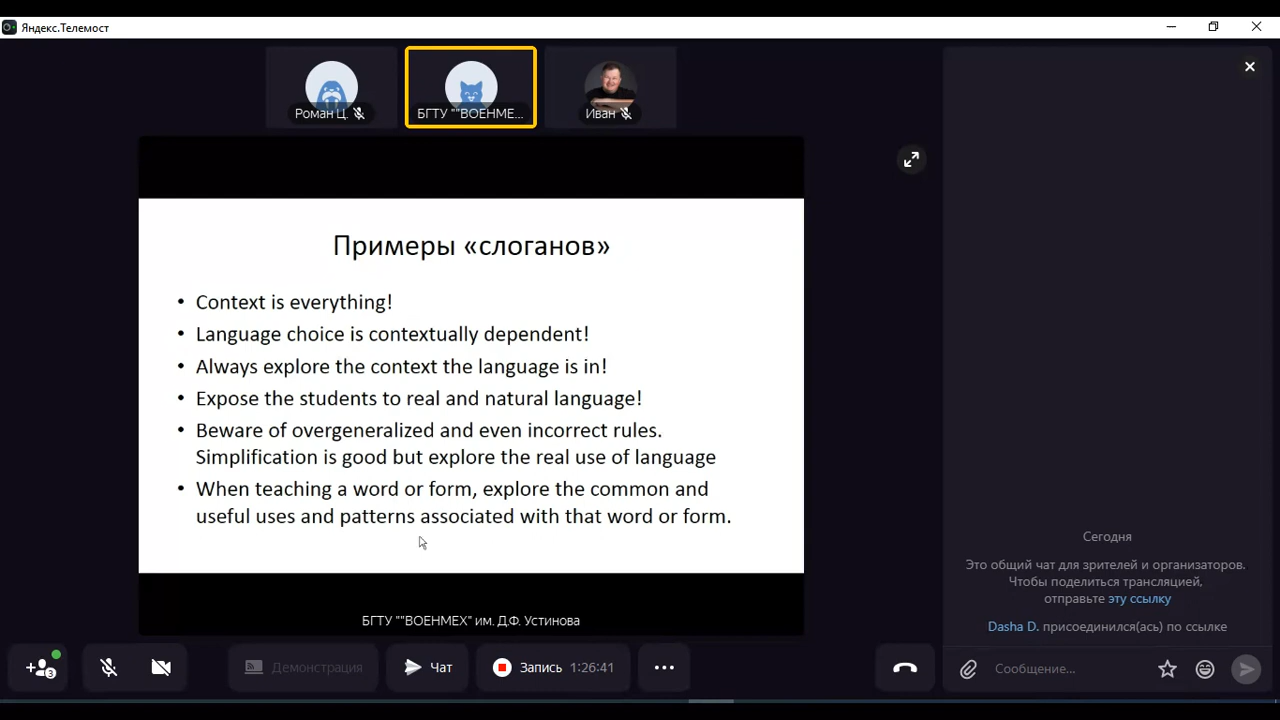 Яндекс.Телемост
Роман Ц.
БГТУ ""ВОЕНМЕ...
Иван
Примеры «слоганов»
• Context is everything!
• Language choice is contextually dependent!
• Always explore the context the language is in!
• Expose the students to real and natural language!
• Beware of overgeneralized and even incorrect rules.
Simplification is good but explore the real use of language
• When teaching a word or form, explore the common and
useful uses and patterns associated with that word or form.
БГТУ ""ВОЕНМЕХ" им. Д.Ф. Устинова
Сегодня
Это общий чат для зрителей и организаторов.
Чтобы поделиться трансляцией,
отправьте эту ссылку
Dasha D. присоединился(ась) по ссылке
3
Демонстрация
Чат
Запись 1:26:41
Сообщение...